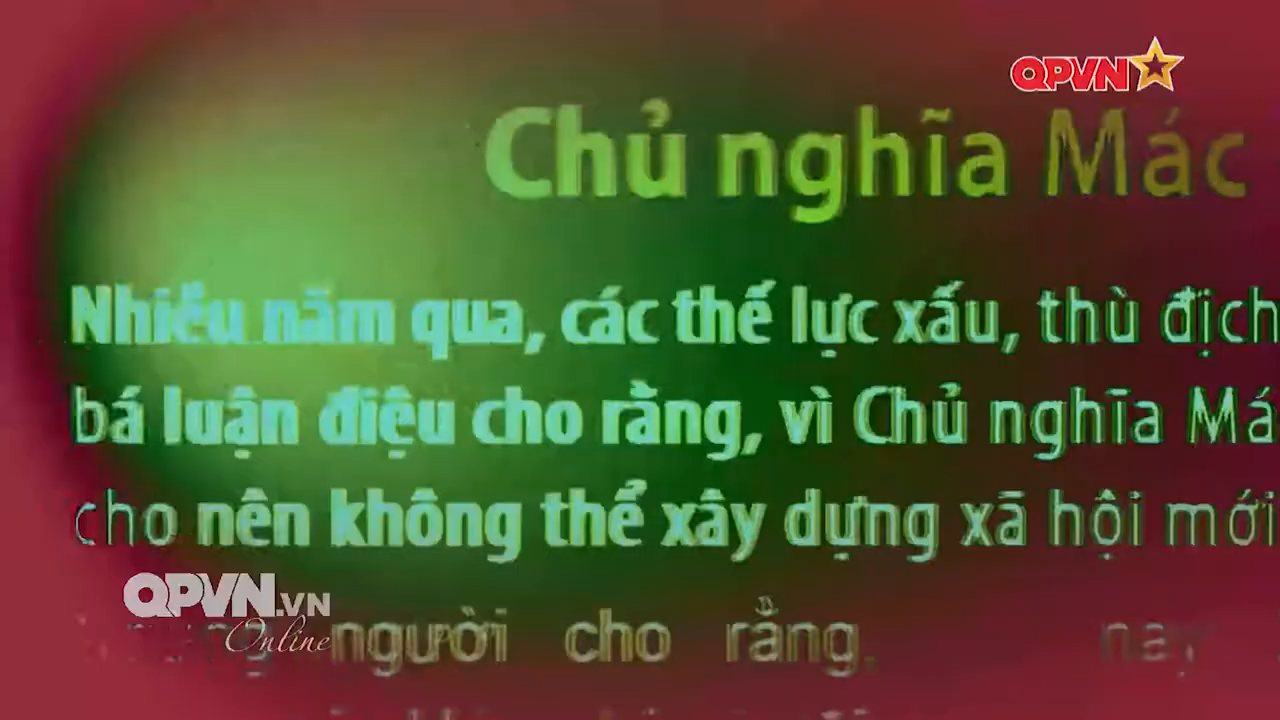 QPVN
Chủ nghĩa Mác
Nhiều năm qua, các thế lực xấu, thù địch
bá luận điệu cho rằng, vì Chủ nghĩa Má
cho nên không thể xây dựng xã hội mới
QPVN.VN
Online
người cho rằng, nay